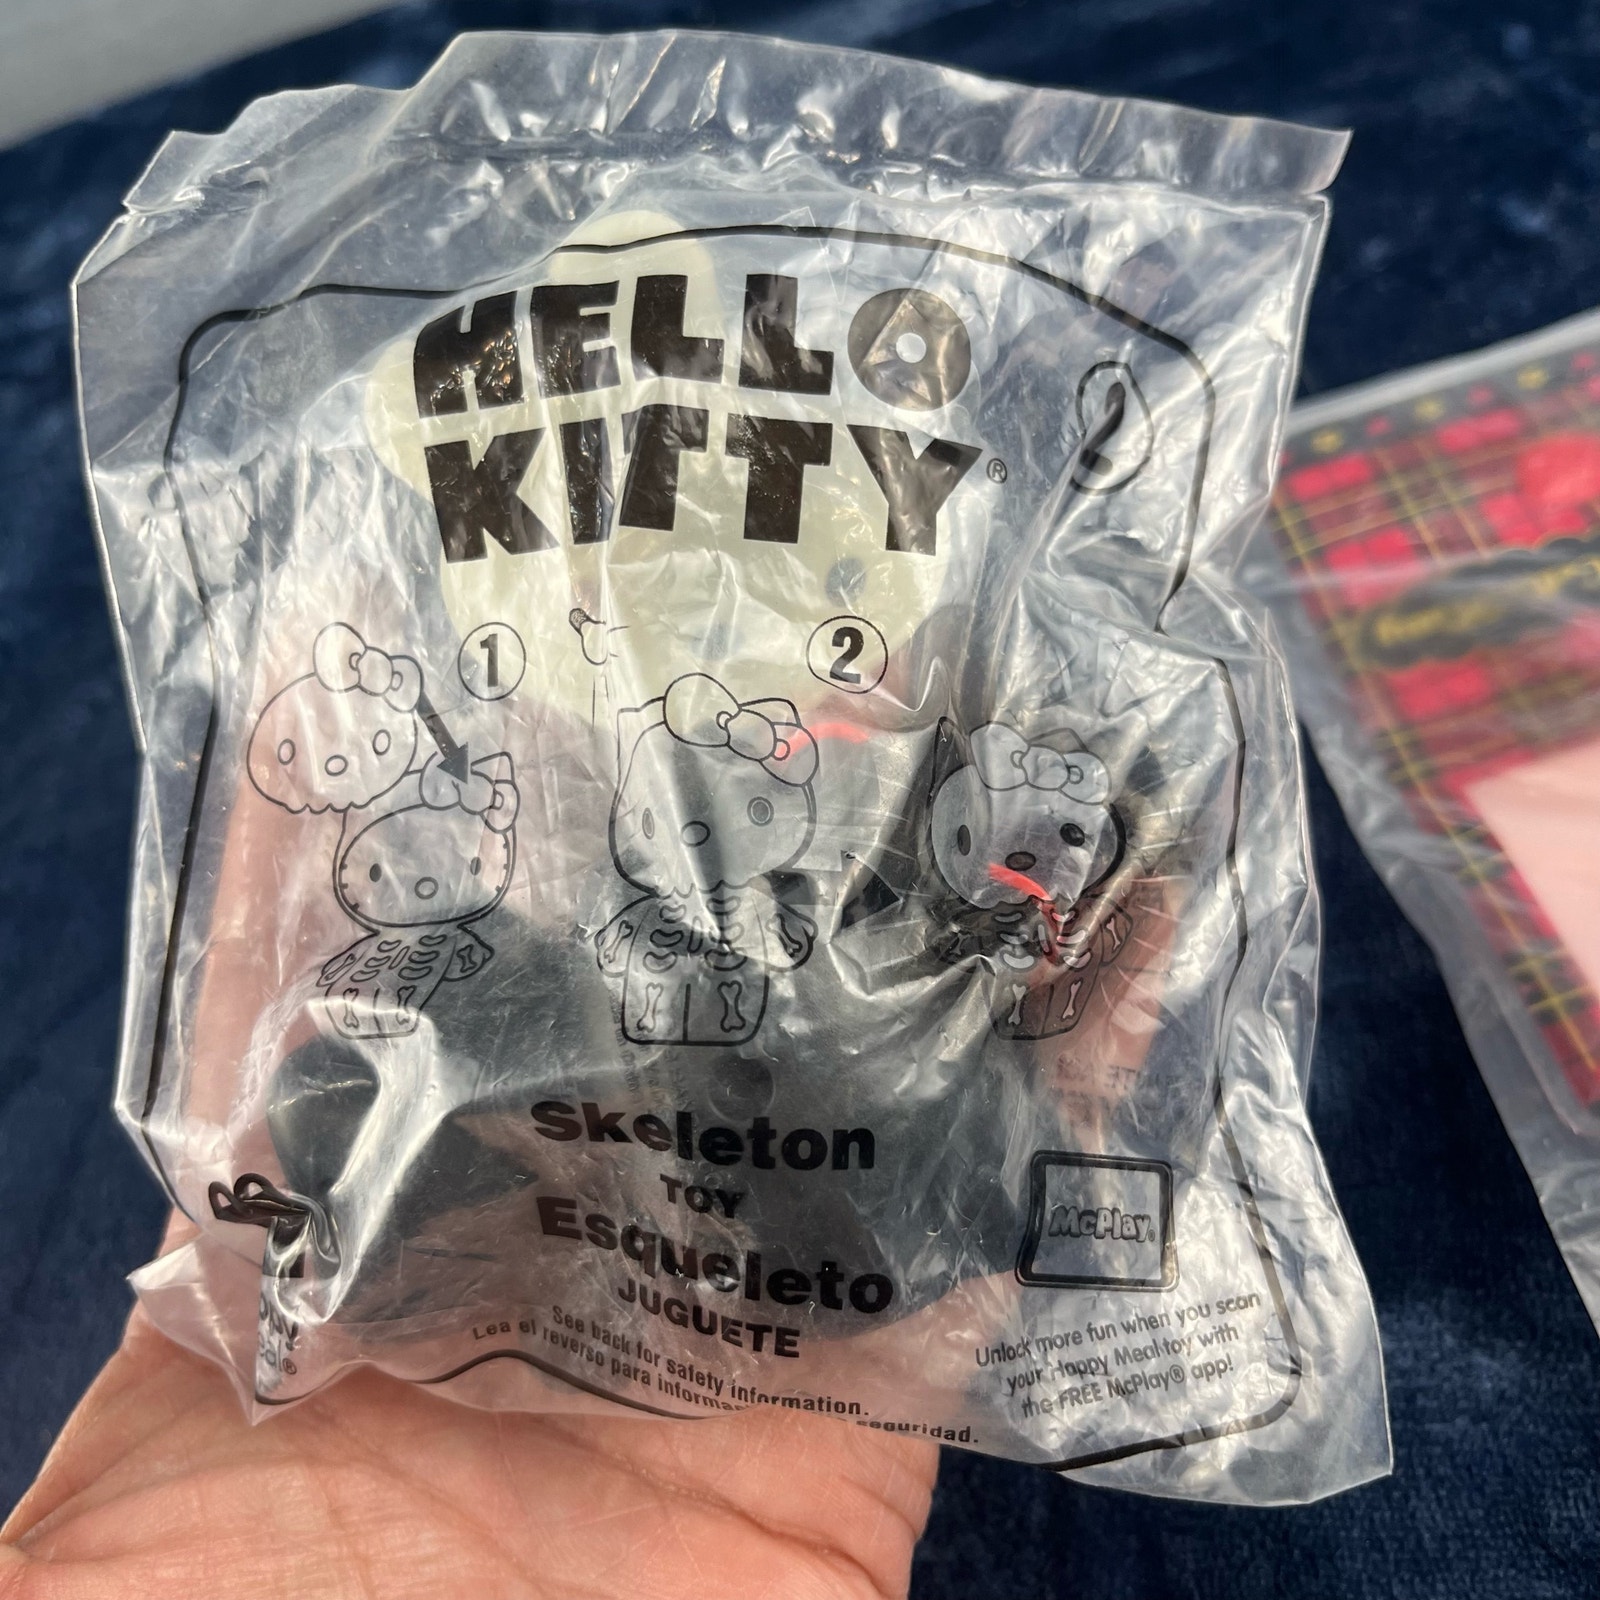 HELLO
KITTY®
2
1
2
Skeleton
TOY
Esqueleto
JUGUETE
See back for safety information.
Lea el reverso para seguridad.
McPlay®
Unlock more fun when you scan
your Happy Meal toy with
the FREE McPlay® app!